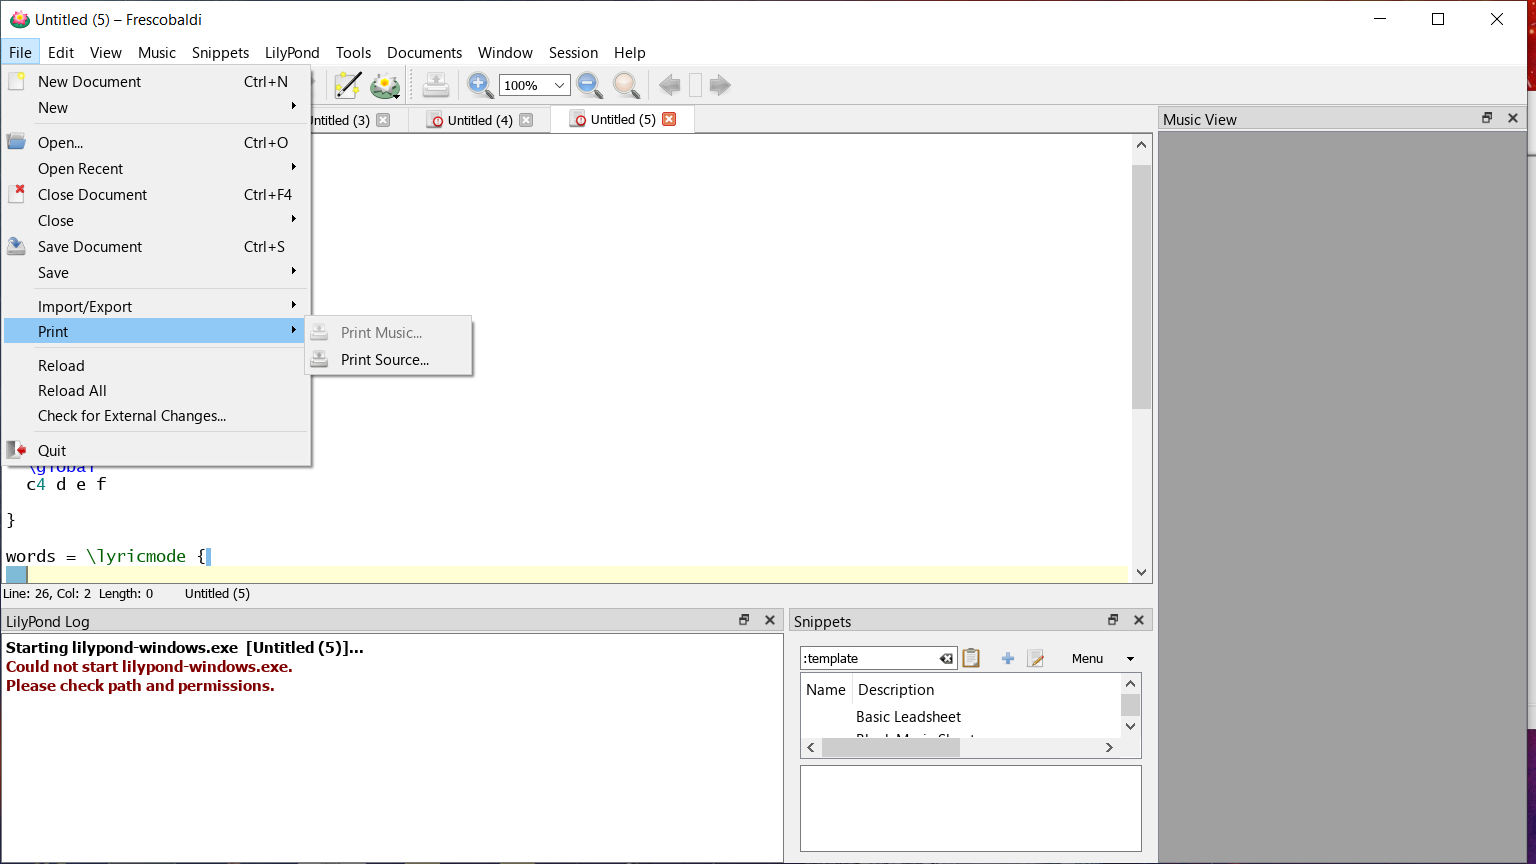 Untitled (5) – Frescobaldi
File Edit View Music Snippets LilyPond Tools Documents Window Session Help
100%
New Document Ctrl+N
New
Open... Ctrl+O
Open Recent
Close Document Ctrl+F4
Close
Save Document Ctrl+S
Save
Import/Export
Print
Reload
Reload All
Check for External Changes...
Quit
Print Music...
Print Source...
Untitled (3) Untitled (4) Untitled (5)
\global
c4 d e f
}
words = \lyricmode {
Line: 26, Col: 2 Length: 0 Untitled (5)
LilyPond Log
Starting lilypond-windows.exe [Untitled (5)]...
Could not start lilypond-windows.exe.
Please check path and permissions.
Snippets
:template
Menu
Name Description
Basic Leadsheet
Music View